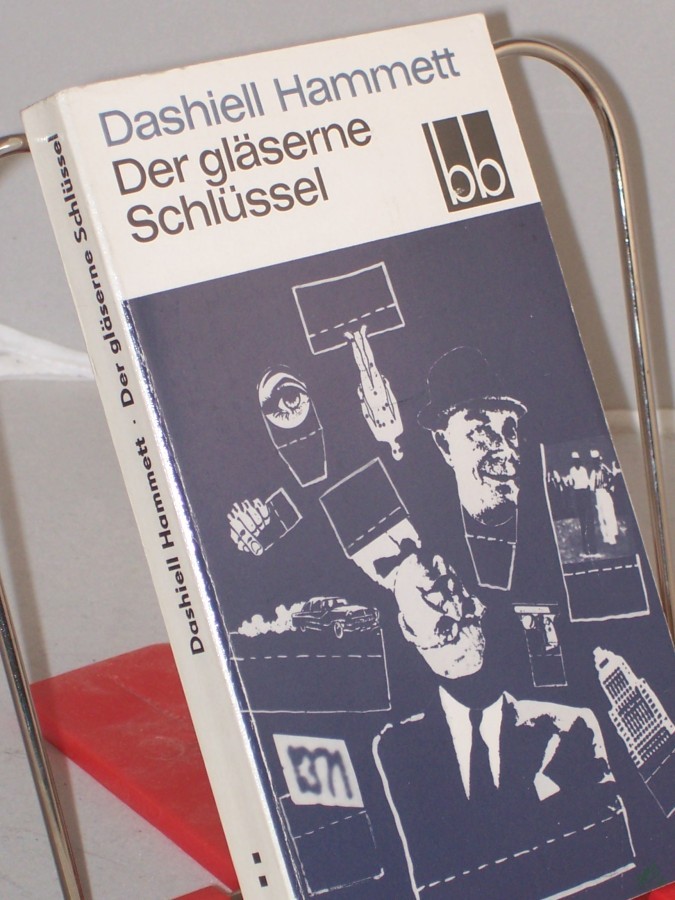 Dashiell Hammett
Der gläserne
Schlüssel
bb
Dashiell Hammett · Der gläserne Schlüssel